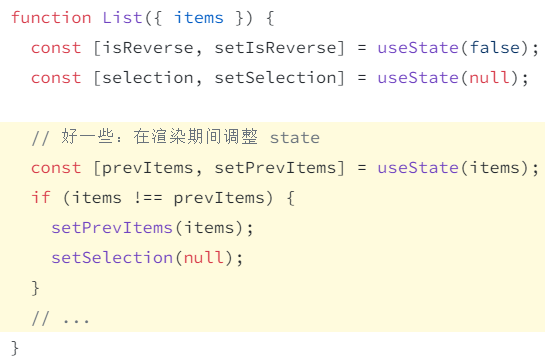 function List({ items }) {
  const [isReverse, setIsReverse] = useState(false);
  const [selection, setSelection] = useState(null);

  // 好一些：在渲染期间调整 state
  const [prevItems, setPrevItems] = useState(items);
  if (items !== prevItems) {
    setPrevItems(items);
    setSelection(null);
  }
  // ...
}